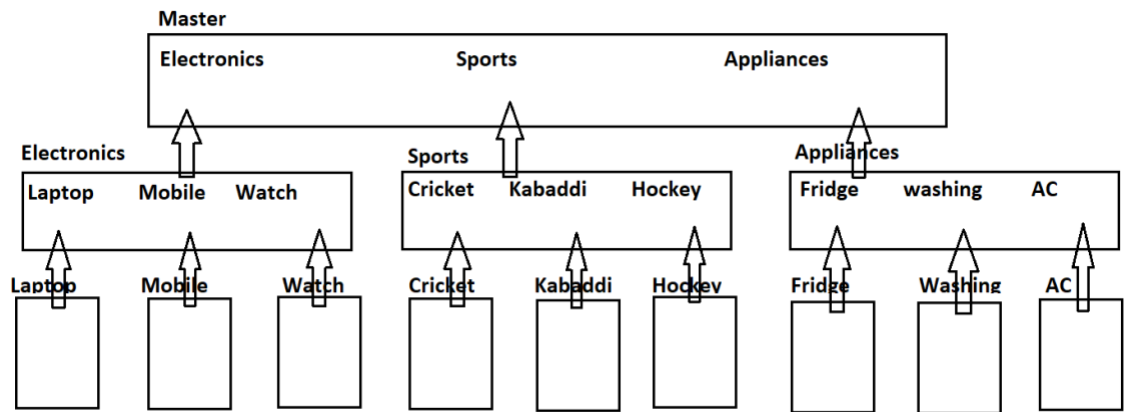 Master
Electronics Sports Appliances
Electronics Sports Appliances
Laptop Mobile Watch Cricket Kabaddi Hockey Fridge washing AC
Laptop Mobile Watch Cricket Kabaddi Hockey Fridge Washing AC